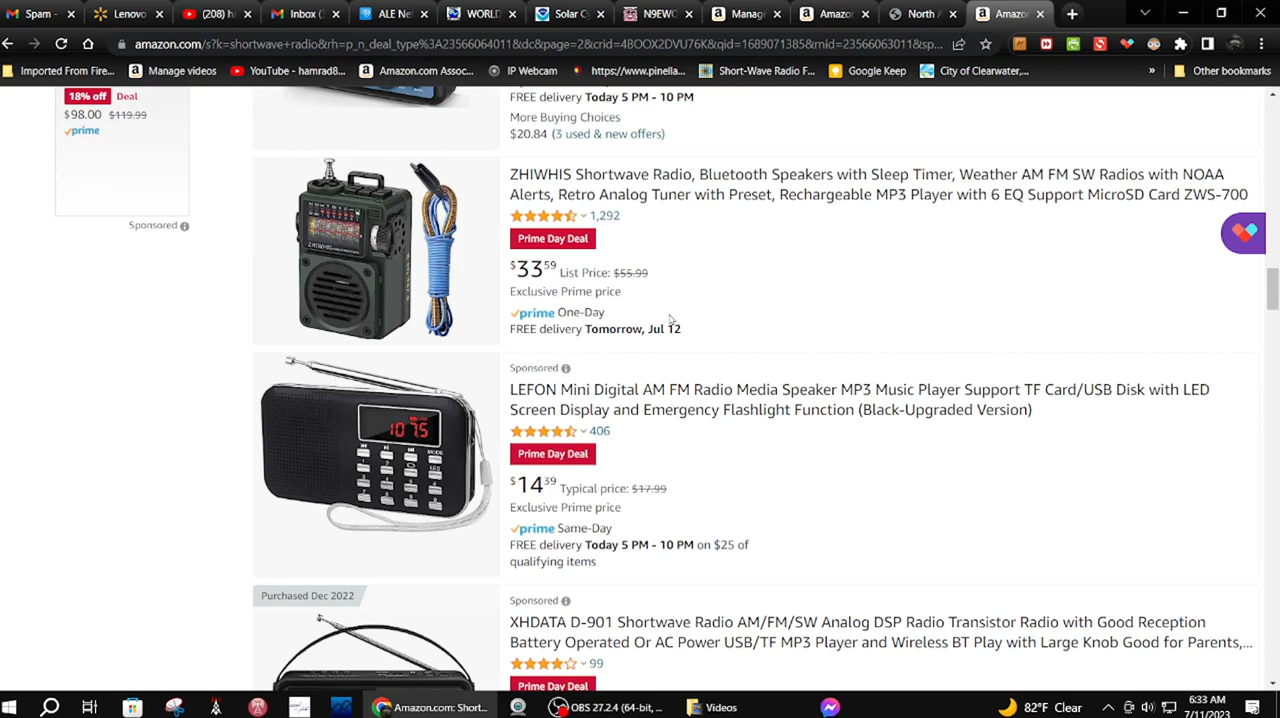 Spam -
Lenovo
(208) h
Inbox (
ALE Ne
WORLD
Solar Cy
N9EWO
Manage
Amazon
North A
Amazo
amazon.com/s?k=shortwave+radio&rh=p_n_deal_type%3A23566064011&dc&page=2&crid=4BOOX2DVU76K&qid=1689071385&rnid=23566063011&sp...
Imported From Fire...
Manage videos
YouTube - hamrad8...
Amazon.com Assoc...
IP Webcam
https://www.pinella...
Short-Wave Radio F...
Google Keep
City of Clearwater,...
»
Other bookmarks
18% off Deal
$98.00 $119.99
prime
Sponsored
FREE delivery Today 5 PM - 10 PM
More Buying Choices
$20.84 (3 used & new offers)
ZHIWHIS Shortwave Radio, Bluetooth Speakers with Sleep Timer, Weather AM FM SW Radios with NOAA
Alerts, Retro Analog Tuner with Preset, Rechargeable MP3 Player with 6 EQ Support MicroSD Card ZWS-700
1,292
Prime Day Deal
$33 59 List Price: $55.99
Exclusive Prime price
prime One-Day
FREE delivery Tomorrow, Jul 12
ZHIWHIS
Sponsored
LEFON Mini Digital AM FM Radio Media Speaker MP3 Music Player Support TF Card/USB Disk with LED
Screen Display and Emergency Flashlight Function (Black-Upgraded Version)
406
Prime Day Deal
$14 39 Typical price: $17.99
Exclusive Prime price
prime Same-Day
FREE delivery Today 5 PM - 10 PM on $25 of
qualifying items
107.5
MODE
Purchased Dec 2022
Sponsored
XHDATA D-901 Shortwave Radio AM/FM/SW Analog DSP Radio Transistor Radio with Good Reception
Battery Operated Or AC Power USB/TF MP3 Player and Wireless BT Play with Large Knob Good for Parents,...
99
Prime Day Deal
Amazon.com: Short...
OBS 27.2.4 (64-bit, ...
Videos
82°F Clear
6:33 AM
7/11/2023